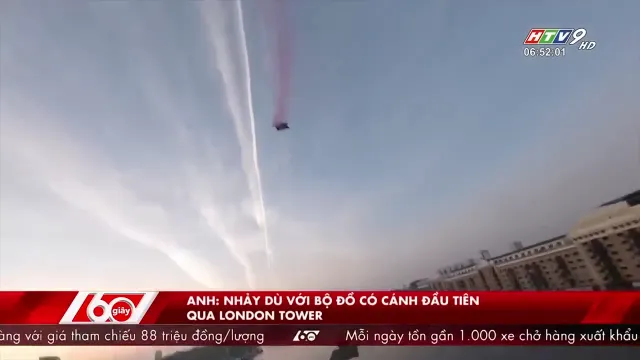 HTV9 HD
06:52:01
60 giây
ANH: NHẢY DÙ VỚI BỘ ĐỒ CÓ CÁNH ĐẦU TIÊN
QUA LONDON TOWER
àng với giá tham chiếu 88 triệu đồng/lượng 60 Mỗi ngày tồn gần 1.000 xe chở hàng xuất khẩu